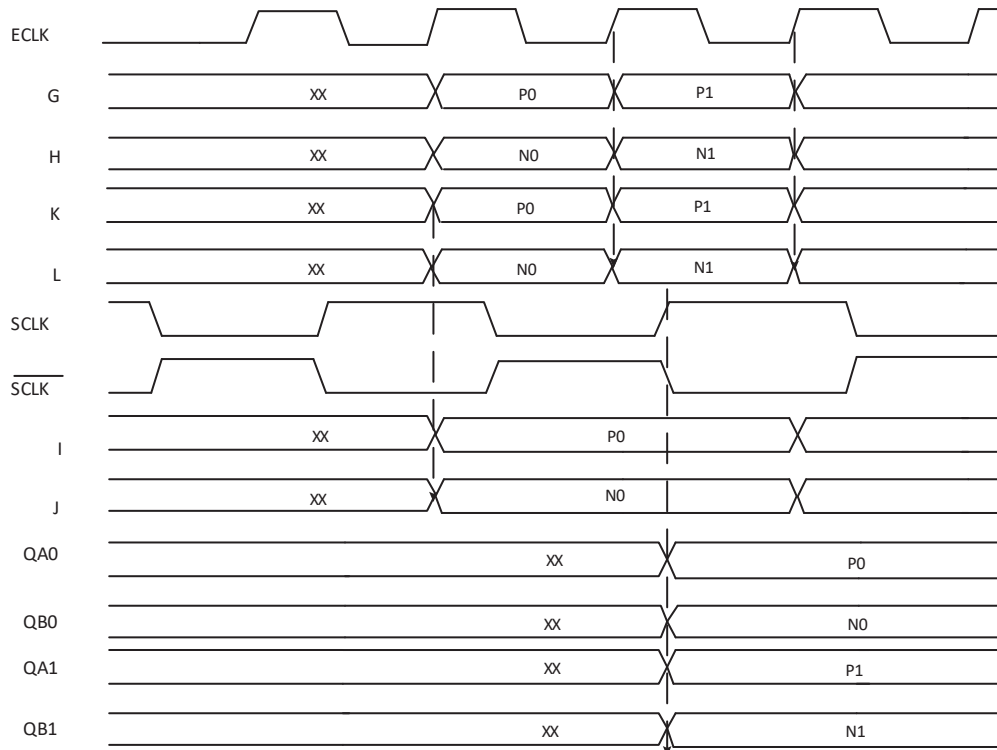 ECLK
G XX P0 P1
H XX N0 N1
K XX P0 P1
L XX N0 N1
SCLK
SCLK
I XX P0
J XX N0
QA0 XX P0
QB0 XX N0
QA1 XX P1
QB1 XX N1